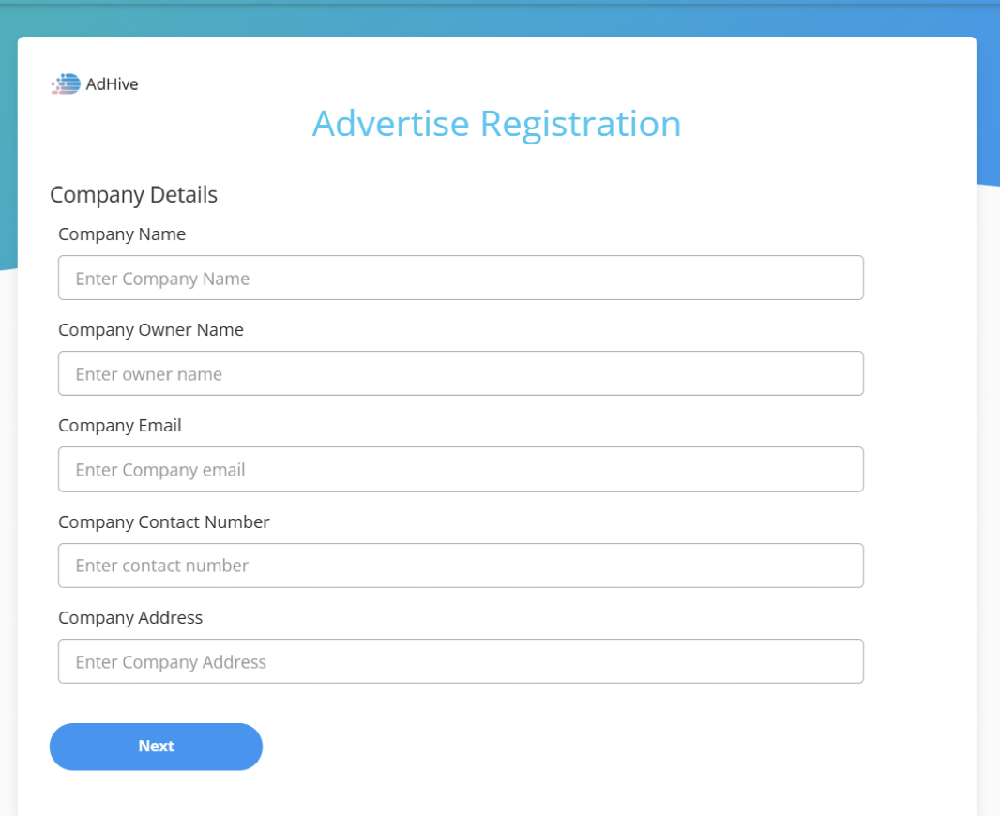 AdHive
Advertise Registration
Company Details
Company Name
Enter Company Name
Company Owner Name
Enter owner name
Company Email
Enter Company email
Company Contact Number
Enter contact number
Company Address
Enter Company Address
Next